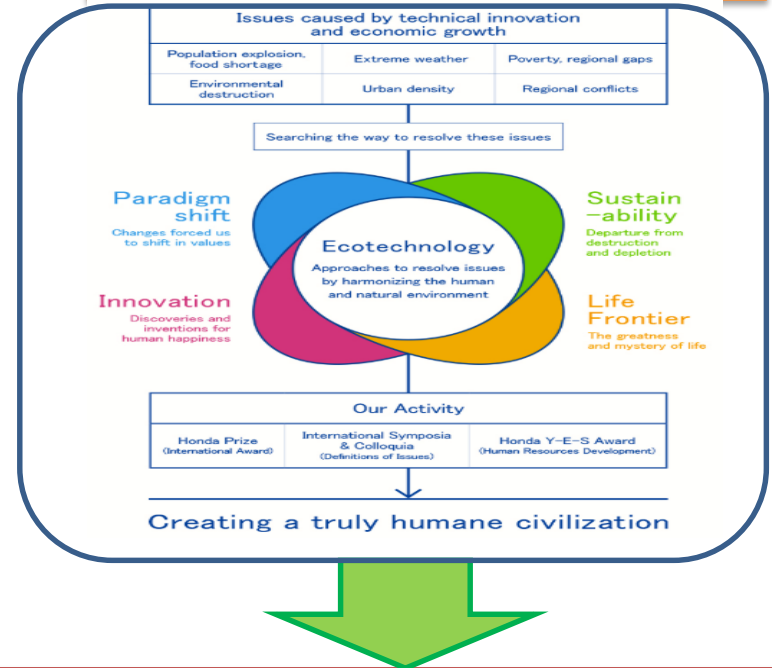 Issues caused by technical innovation
and economic growth
Population explosion,
food shortage
Extreme weather
Poverty, regional gaps
Environmental
destruction
Urban density
Regional conflicts
Searching the way to resolve these issues
Paradigm
shift
Changes forced us
to shift in values
Sustain
-ability
Departure from
destruction
and depletion
Ecotechnology
Approaches to resolve issues
by harmonizing the human
and natural environment
Innovation
Discoveries and
inventions for
human happiness
Life
Frontier
The greatness
and mystery of life
Our Activity
Honda Prize
(International Award)
International Symposia
& Colloquia
(Definitions of Issues)
Honda Y-E-S Award
(Human Resources Development)
Creating a truly humane civilization